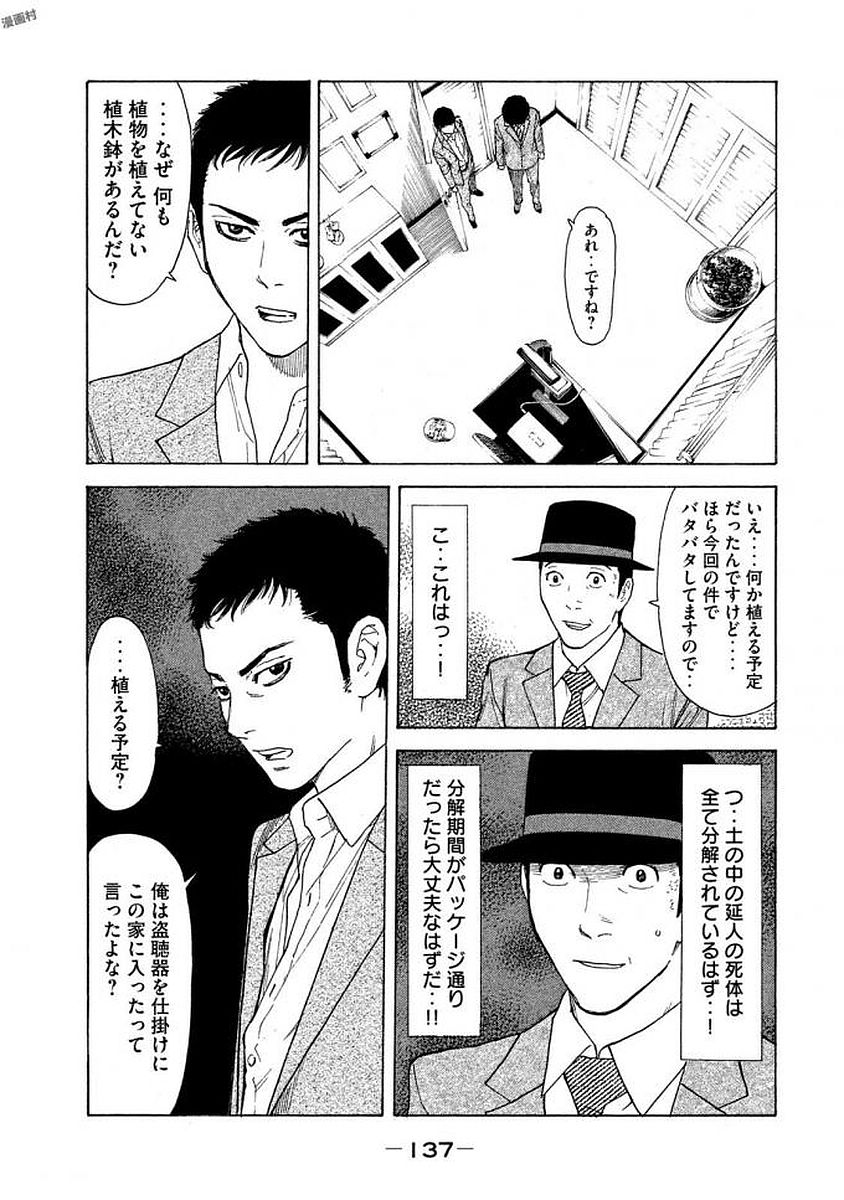 漫画村
あれ‥ですね?
‥‥なぜ 何も
植物を植えてない
植木鉢があるんだ?
いえ‥‥何か植える予定
だったんですけど‥‥
ほら今回の件で
バタバタしてますので‥
こ‥これはっ‥!
つ‥土の中の延人の死体は
全て分解されているはず‥!
分解期間がパッケージ通り
だったら大丈夫なはずだ‥!!
‥‥植える予定?
俺は盗聴器を仕掛けに
この家に入ったって
言ったよな?
－137－